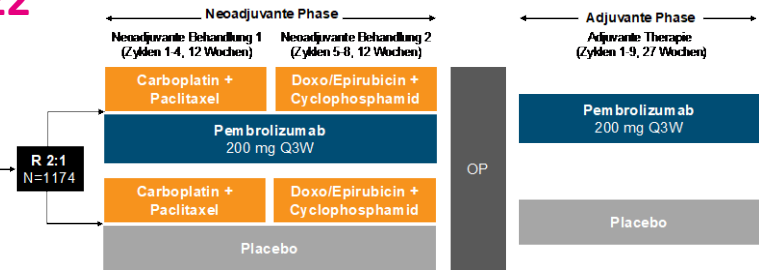 22
Neoadjuvante Phase
Adjuvante Phase
Neoadjuvante Behandlung 1
(Zyklen 1-4, 12 Wochen)
Neoadjuvante Behandlung 2
(Zyklen 5-8, 12 Wochen)
Adjuvante Therapie
(Zyklen 1-9, 27 Wochen)
Carboplatin +
Paclitaxel
Doxo/Epirubicin +
Cyclophosphamid
Pembrolizumab
200 mg Q3W
R 2:1
N=1174
Carboplatin +
Paclitaxel
Doxo/Epirubicin +
Cyclophosphamid
Placebo
OP
Pembrolizumab
200 mg Q3W
Placebo